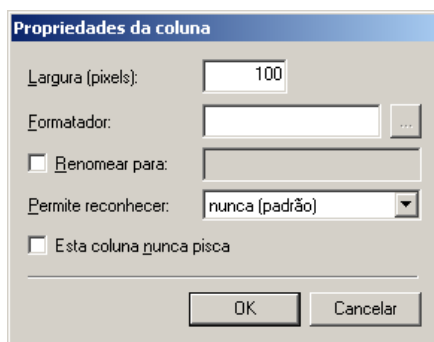 Propriedades da coluna
Largura (pixels): 100
Formatador: ...
Renomear para:
Permite reconhecer: nunca (padrão)
Esta coluna nunca pisca
OK Cancelar